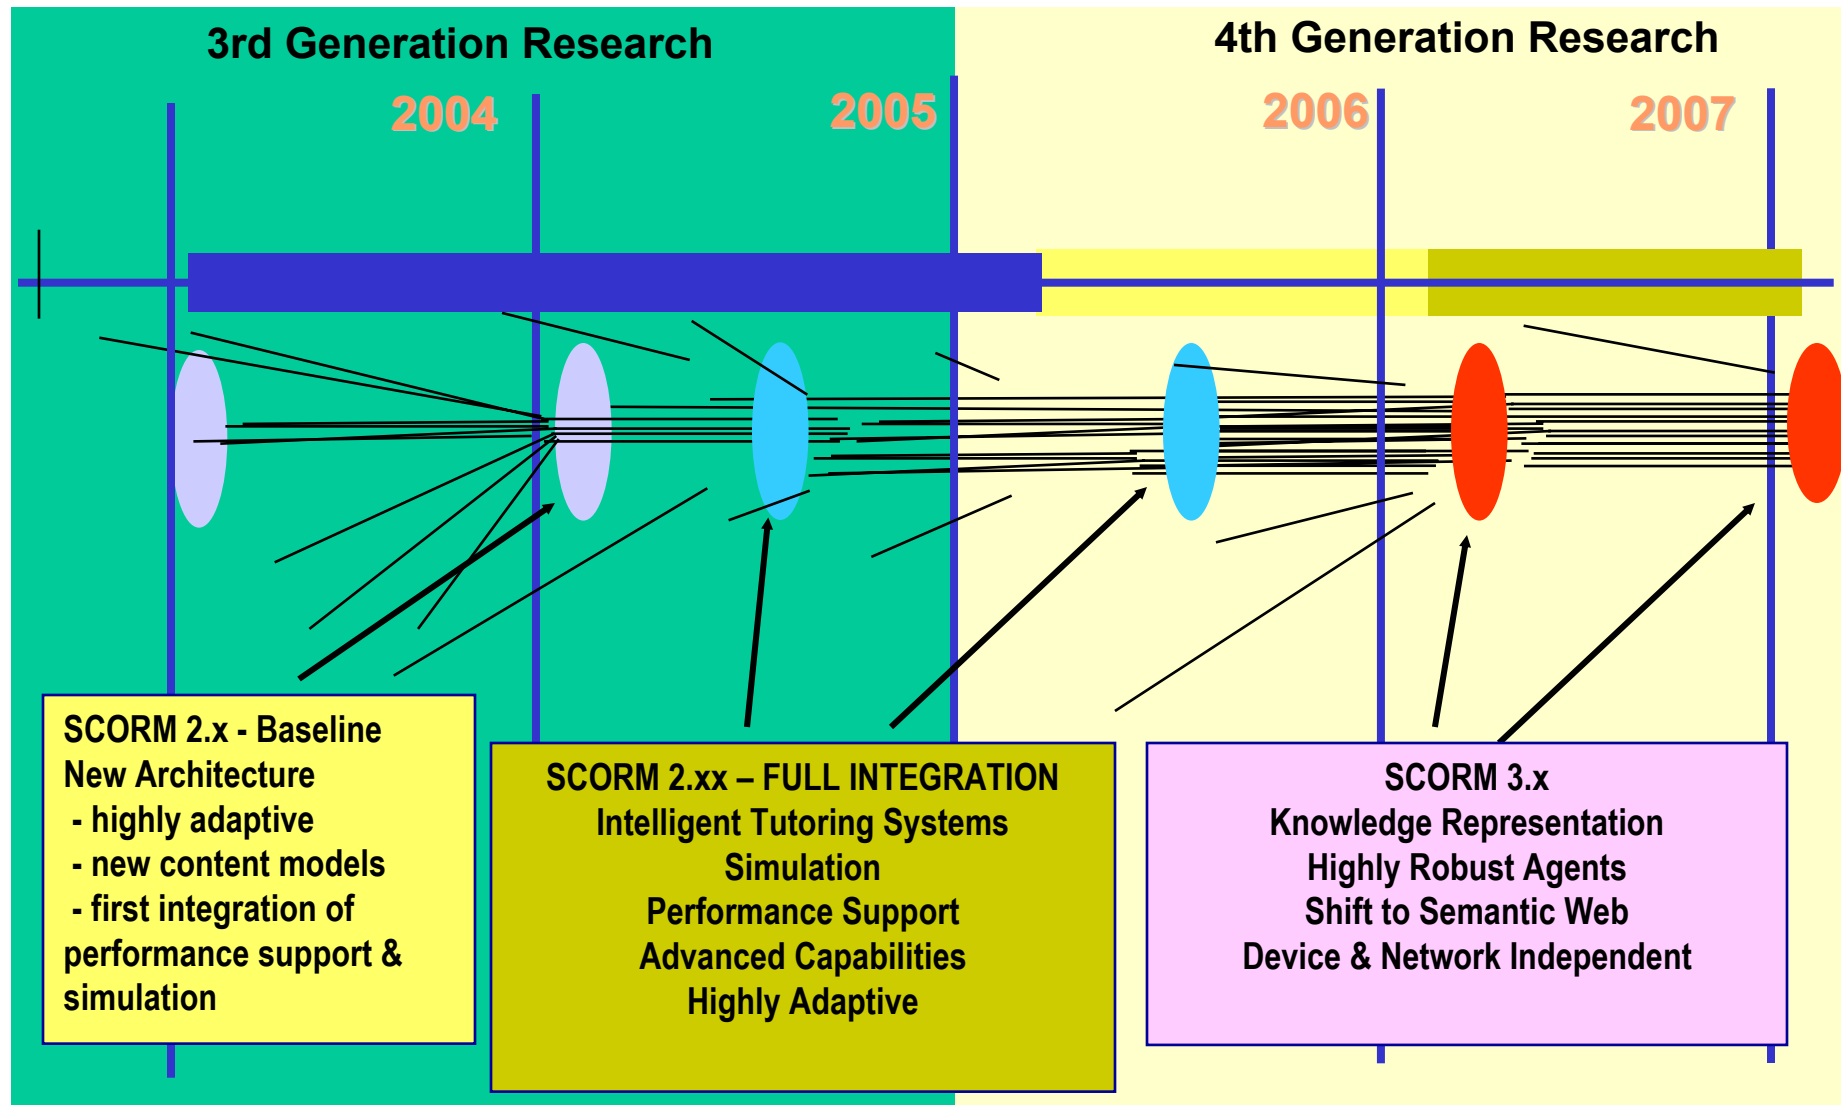 3rd Generation Research
4th Generation Research
2004
2005
2006
2007
SCORM 2.x - Baseline
New Architecture
- highly adaptive
- new content models
- first integration of
performance support &
simulation
SCORM 2.xx – FULL INTEGRATION
Intelligent Tutoring Systems
Simulation
Performance Support
Advanced Capabilities
Highly Adaptive
SCORM 3.x
Knowledge Representation
Highly Robust Agents
Shift to Semantic Web
Device & Network Independent